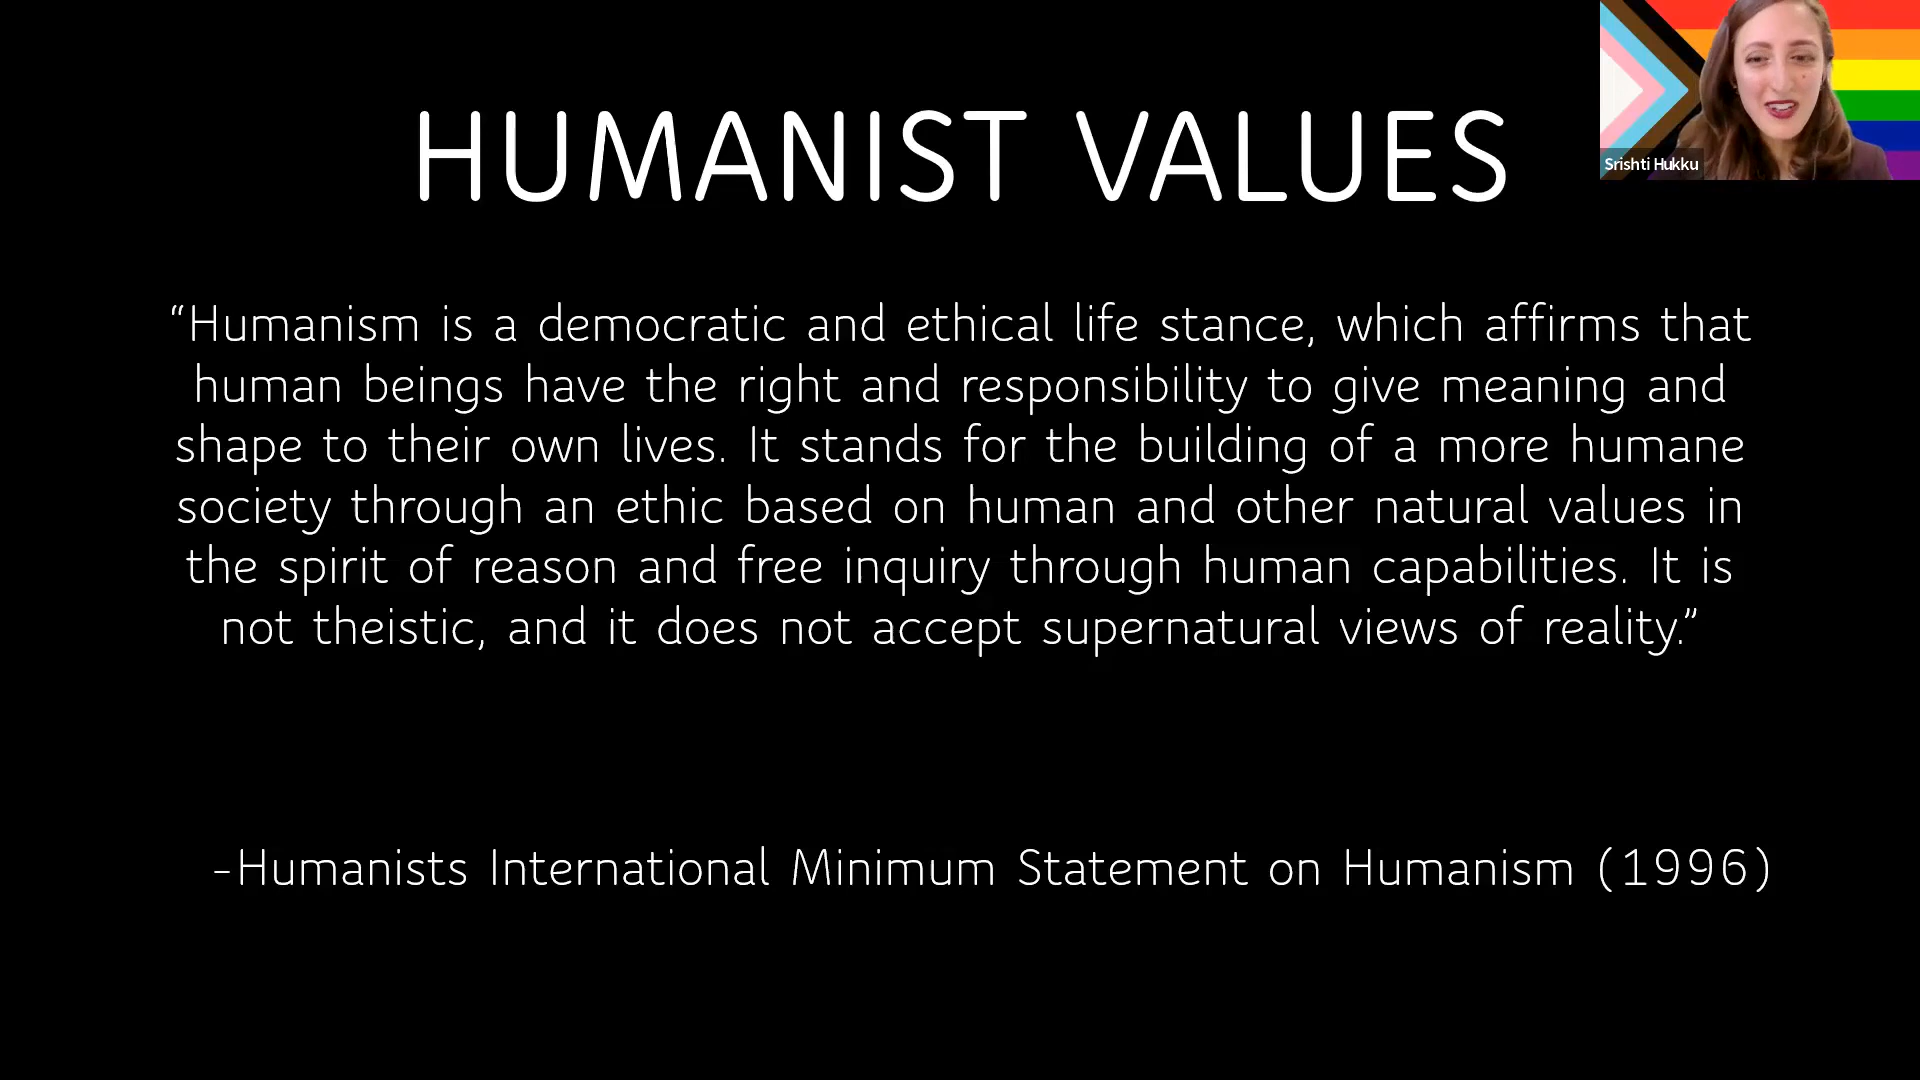 HUMANIST VALUES
Srishti Hukku
“Humanism is a democratic and ethical life stance, which affirms that
human beings have the right and responsibility to give meaning and
shape to their own lives. It stands for the building of a more humane
society through an ethic based on human and other natural values in
the spirit of reason and free inquiry through human capabilities. It is
not theistic, and it does not accept supernatural views of reality.”
-Humanists International Minimum Statement on Humanism (1996)